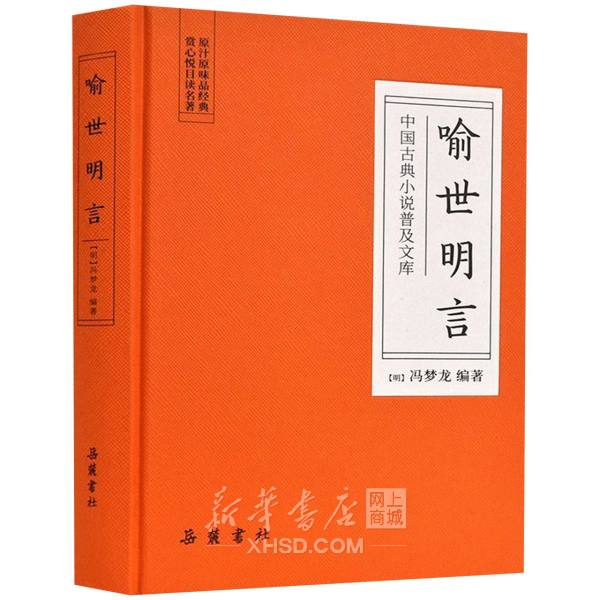 原汁原味品经典
赏心悦目读名著
喻世明言
中国古典小说普及文库
【明】冯梦龙 编著
岳麓书社
喻世明言
【明】冯梦龙 编著
岳麓书社
新华书店
网上
商城
XHSD.COM